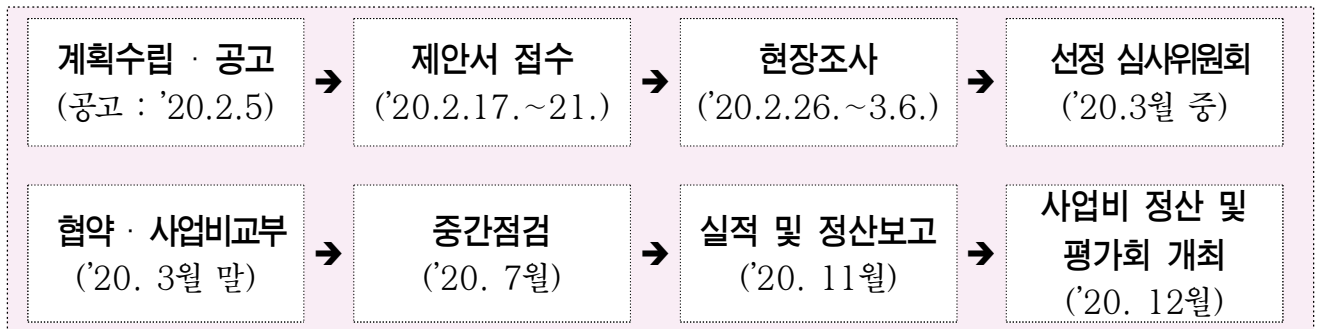 계획수립 · 공고
(공고 : ’20.2.5)
➔
제안서 접수
(’20.2.17.~21.)
➔
현장조사
(’20.2.26.~3.6.)
➔
선정 심사위원회
(’20.3월 중)
협약 · 사업비교부
(’20. 3월 말)
➔
중간점검
(’20. 7월)
➔
실적 및 정산보고
(’20. 11월)
➔
사업비 정산 및
평가회 개최
(’20. 12월)